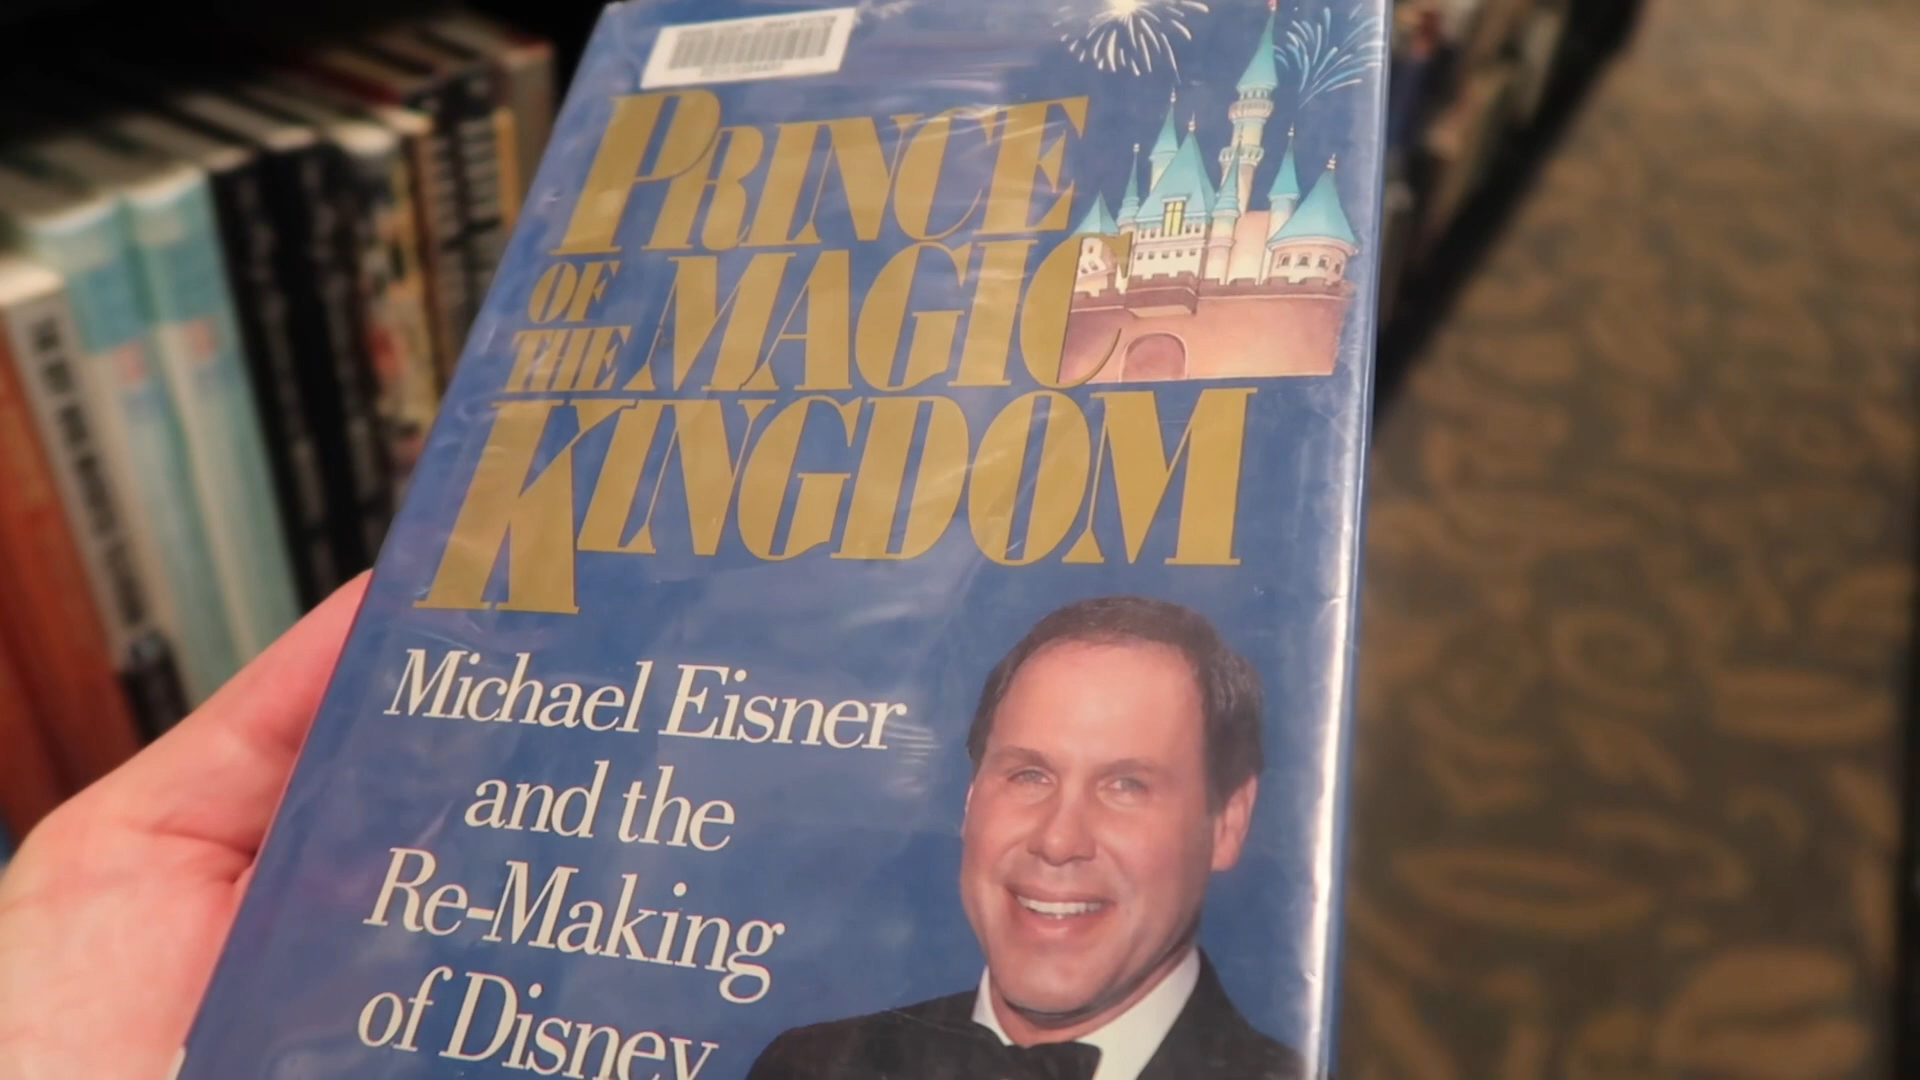 PRINCE
OF
THE MAGIC
KINGDOM
Michael Eisner
and the
Re-Making
of Disney